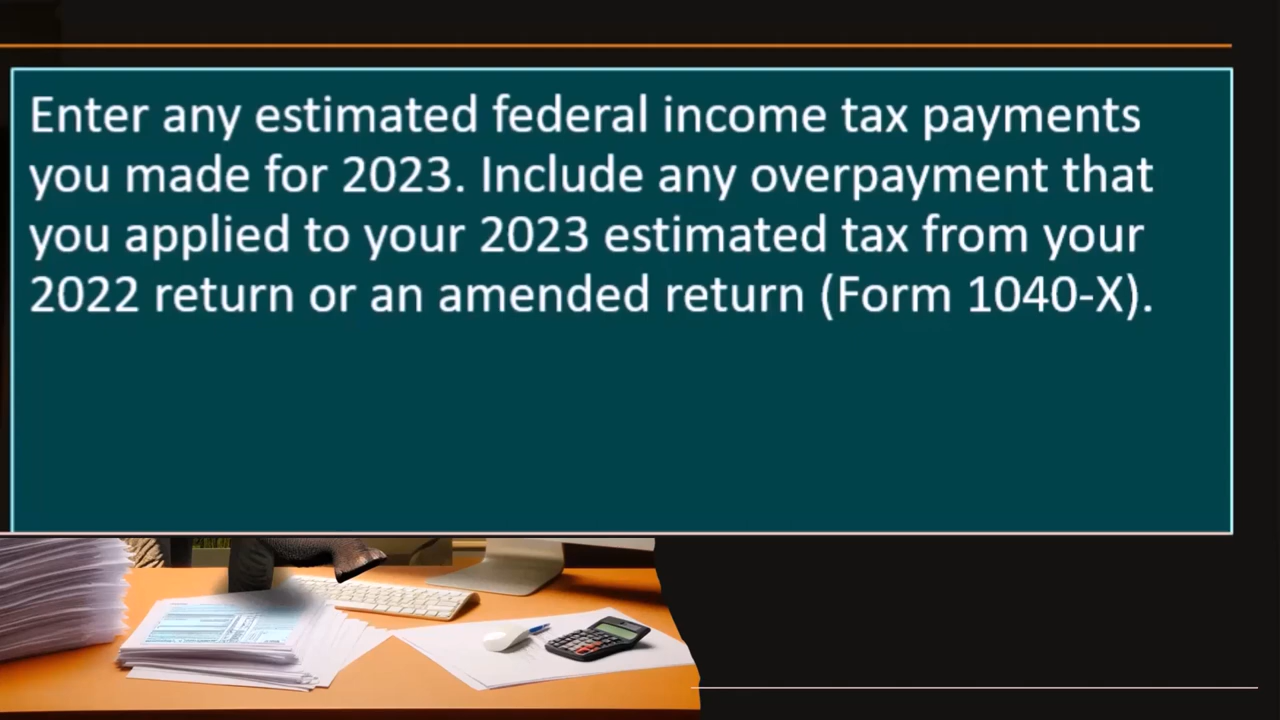 Enter any estimated federal income tax payments
you made for 2023. Include any overpayment that
you applied to your 2023 estimated tax from your
2022 return or an amended return (Form 1040-X).